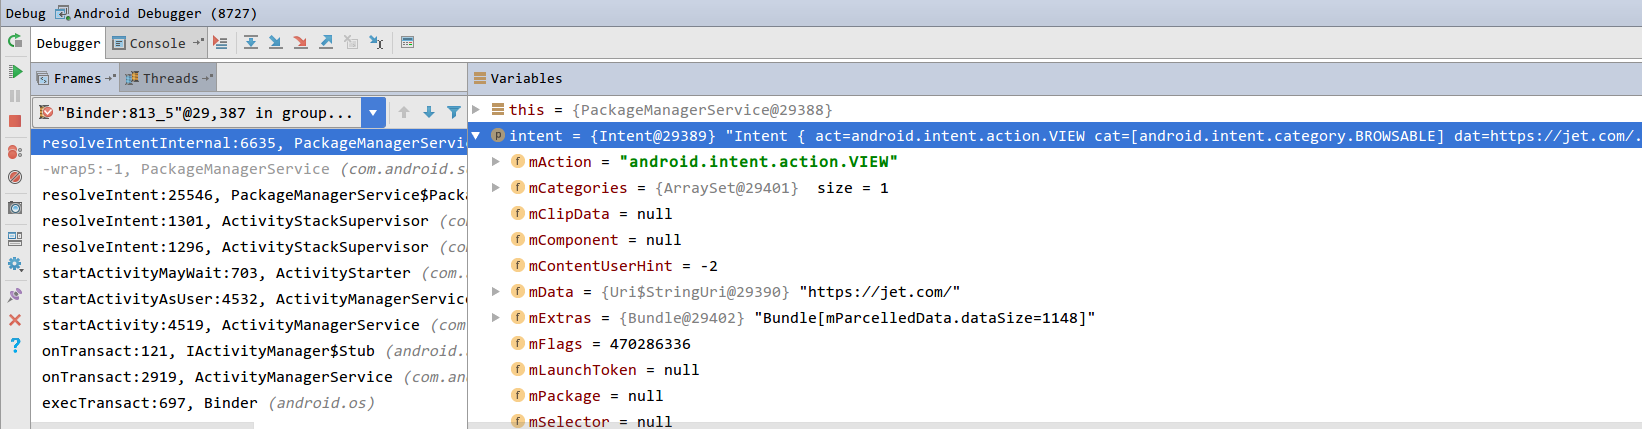 Debug Android Debugger (8727)
Debugger Console
Frames Threads
"Binder:813_5"@29,387 in group...
resolveIntentInternal:6635, PackageManagerServic
-wrap5:-1, PackageManagerService (com.android.s
resolveIntent:25546, PackageManagerService$Packa
resolveIntent:1301, ActivityStackSupervisor (co
resolveIntent:1296, ActivityStackSupervisor (co
startActivityMayWait:703, ActivityStarter (com.
startActivityAsUser:4532, ActivityManagerService
startActivity:4519, ActivityManagerService (com
onTransact:121, IActivityManager$Stub (android.
onTransact:2919, ActivityManagerService (com.an
execTransact:697, Binder (android.os)
Variables
this = {PackageManagerService@29388}
intent = {Intent@29389} "Intent { act=android.intent.action.VIEW cat=[android.intent.category.BROWSABLE] dat=https://jet.com/.
mAction = "android.intent.action.VIEW"
mCategories = {ArraySet@29401} size = 1
mClipData = null
mComponent = null
mContentUserHint = -2
mData = {Uri$StringUri@29390} "https://jet.com/"
mExtras = {Bundle@29402} "Bundle[mParcelledData.dataSize=1148]"
mFlags = 470286336
mLaunchToken = null
mPackage = null
mSelector = null